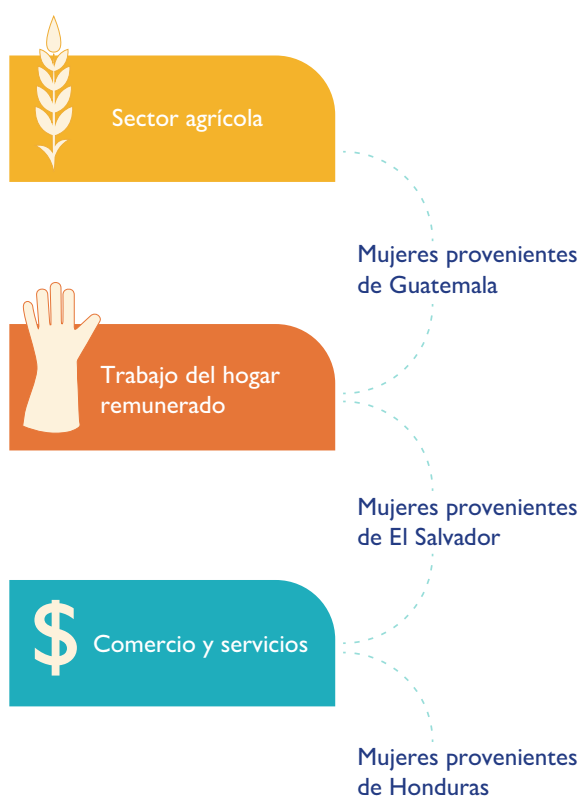 Sector agrícola
Mujeres provenientes
de Guatemala
Trabajo del hogar
remunerado
Mujeres provenientes
de El Salvador
$
Comercio y servicios
Mujeres provenientes
de Honduras